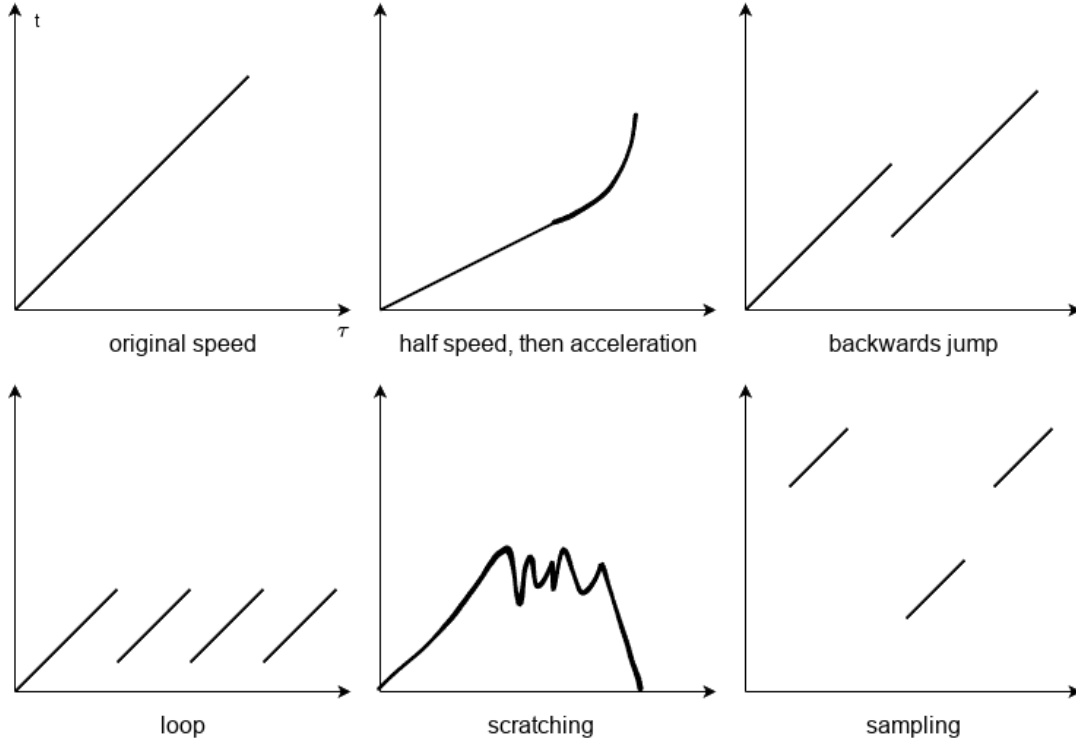 t
τ
original speed
half speed, then acceleration
backwards jump
loop
scratching
sampling